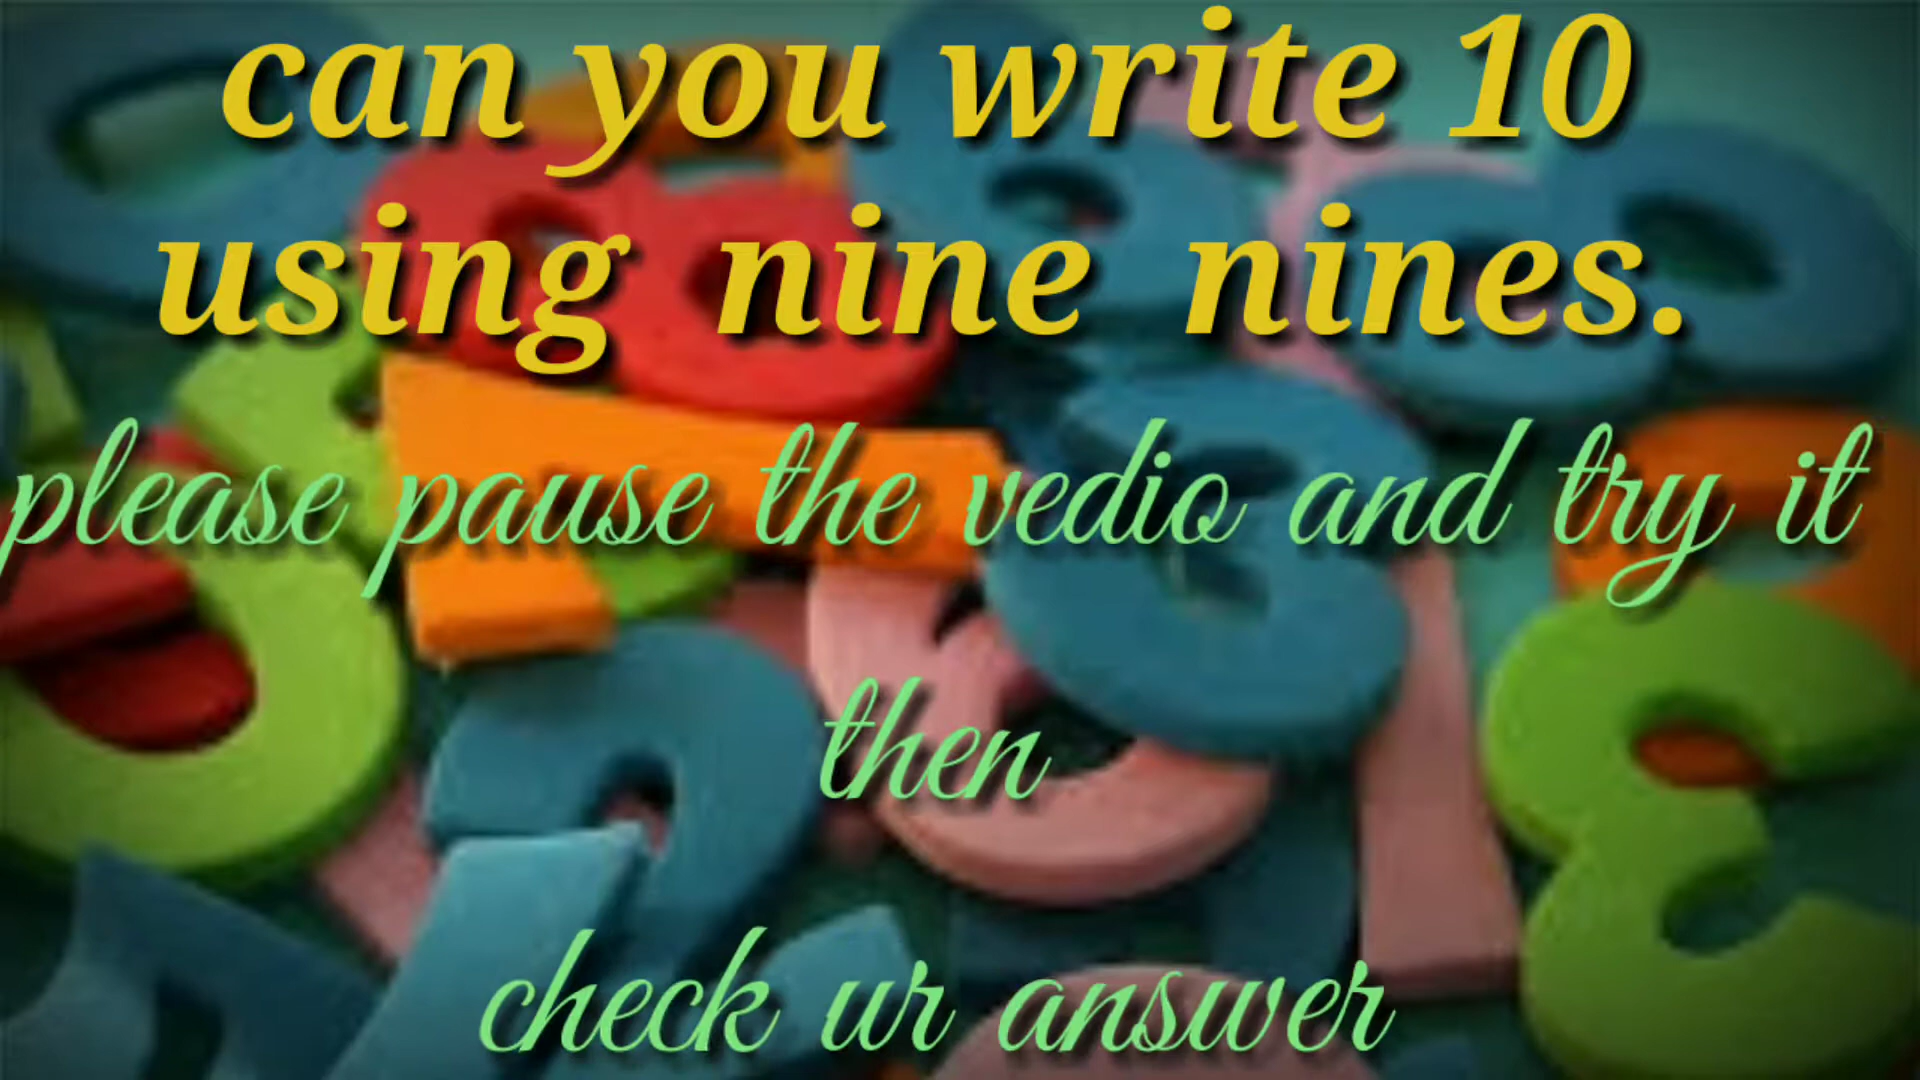 can you write 10
using nine nines.
please pause the vedio and try it
then
check ur answer